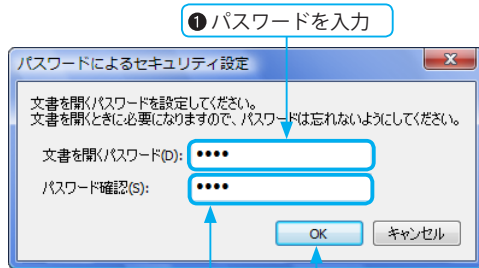 ❶パスワードを入力
パスワードによるセキュリティ設定
文書を開くパスワードを設定してください。
文書を開くときに必要になりますので、パスワードは忘れないようにしてください。
文書を開くパスワード(D): ••••
パスワード確認(S): ••••
OK キャンセル